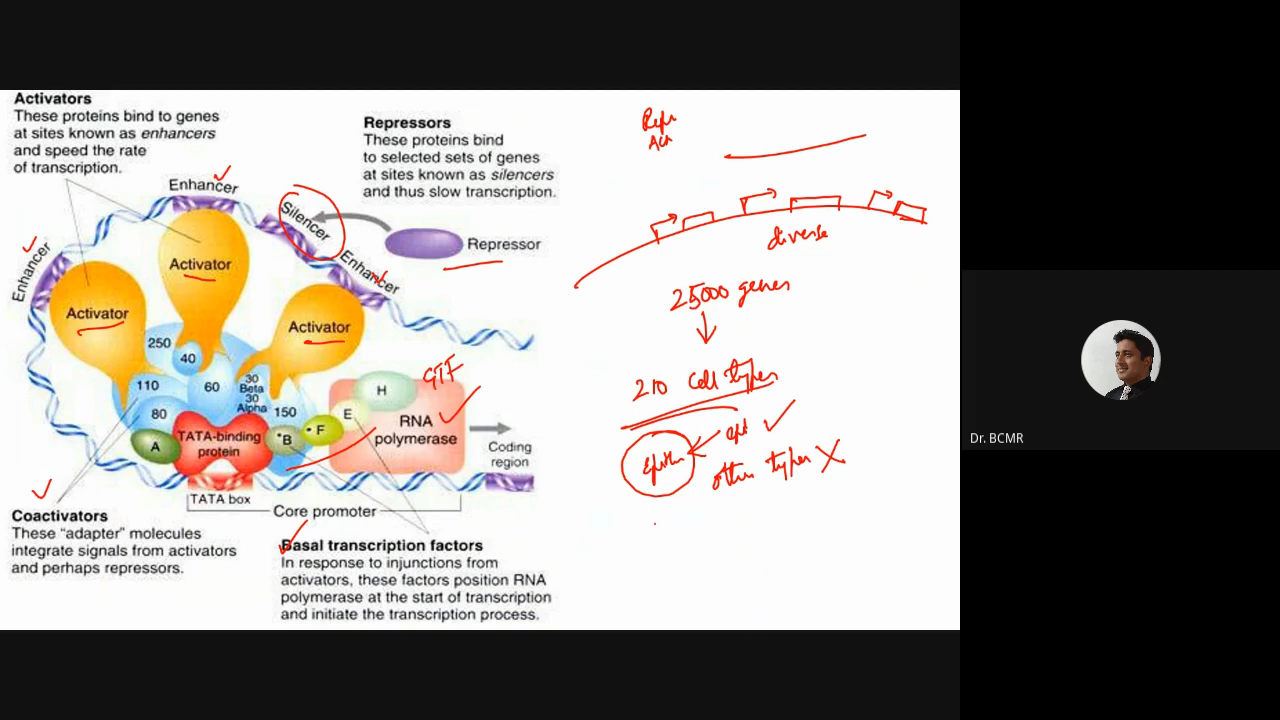 Activators
These proteins bind to genes
at sites known as enhancers
and speed the rate
of transcription.
Repressors
These proteins bind
to selected sets of genes
at sites known as silencers
and thus slow transcription.
Enhancer
Silencer
Repressor
Enhancer
Enhancer
Activator
Activator
Activator
250
40
110
60
30
Beta
30
Alpha
80
150
A
TATA-binding
protein
•B
• F
E
H
GTF
RNA
polymerase
Coding
region
TATA box
Core promoter
Coactivators
These “adapter” molecules
integrate signals from activators
and perhaps repressors.
Basal transcription factors
In response to injunctions from
activators, these factors position RNA
polymerase at the start of transcription
and initiate the transcription process.
Repr
Act
diverse
25000 genes
210 cell types
other types
Dr. BCMR